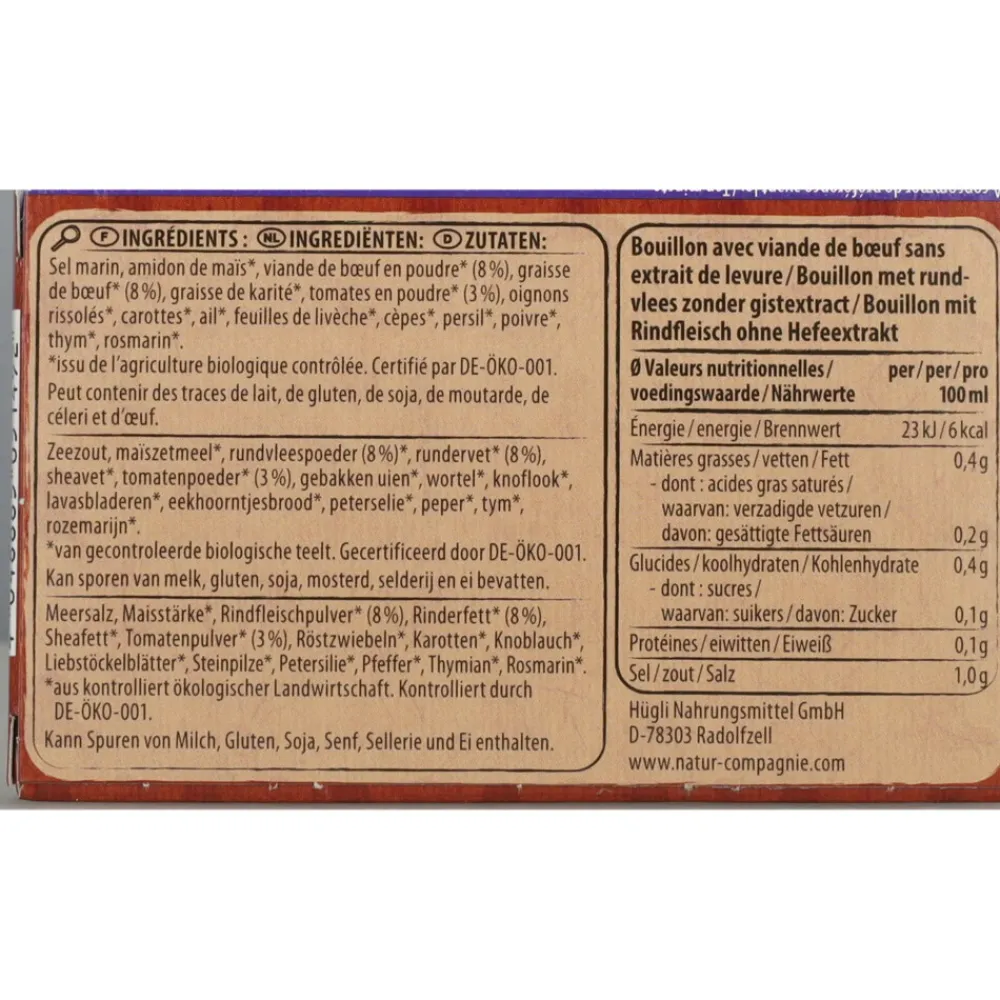 Ⓕ INGRÉDIENTS : ⓃⓁ INGREDIËNTEN: Ⓓ ZUTATEN:
Sel marin, amidon de maïs*, viande de bœuf en poudre* (8 %), graisse
de bœuf* (8 %), graisse de karité*, tomates en poudre* (3 %), oignons
rissolés*, carottes*, ail*, feuilles de livèche*, cèpes*, persil*, poivre*,
thym*, rosmarin*.
*issu de l'agriculture biologique contrôlée. Certifié par DE-ÖKO-001.
Peut contenir des traces de lait, de gluten, de soja, de moutarde, de
céleri et d'œuf.
Zeezout, maïszetmeel*, rundvleespoeder (8 %)*, rundervet* (8 %),
sheavet*, tomatenpoeder* (3 %), gebakken uien*, wortel*, knoflook*,
lavasbladeren*, eekhoorntjesbrood*, peterselie*, peper*, tym*,
rozemarijn*.
*van gecontroleerde biologische teelt. Gecertificeerd door DE-ÖKO-001.
Kan sporen van melk, gluten, soja, mosterd, selderij en ei bevatten.
Meersalz, Maisstärke*, Rindfleischpulver* (8 %), Rinderfett* (8 %),
Sheafett*, Tomatenpulver* (3 %), Röstzwiebeln*, Karotten*, Knoblauch*,
Liebstöckelblätter*, Steinpilze*, Petersilie*, Pfeffer*, Thymian*, Rosmarin*.
*aus kontrolliert ökologischer Landwirtschaft. Kontrolliert durch
DE-ÖKO-001.
Kann Spuren von Milch, Gluten, Soja, Senf, Sellerie und Ei enthalten.
Bouillon avec viande de bœuf sans
extrait de levure / Bouillon met rund-
vlees zonder gistextract / Bouillon mit
Rindfleisch ohne Hefeextrakt
Ø Valeurs nutritionnelles / per / per / pro
voedingswaarde / Nährwerte 100 ml
Énergie / energie / Brennwert 23 kJ / 6 kcal
Matières grasses / vetten / Fett 0,4 g
- dont : acides gras saturés /
waarvan: verzadigde vetzuren /
davon: gesättigte Fettsäuren 0,2 g
Glucides / koolhydraten / Kohlenhydrate 0,4 g
- dont : sucres /
waarvan: suikers / davon: Zucker 0,1 g
Protéines / eiwitten / Eiweiß 0,1 g
Sel / zout / Salz 1,0 g
Hügli Nahrungsmittel GmbH
D-78303 Radolfzell
www.natur-compagnie.com